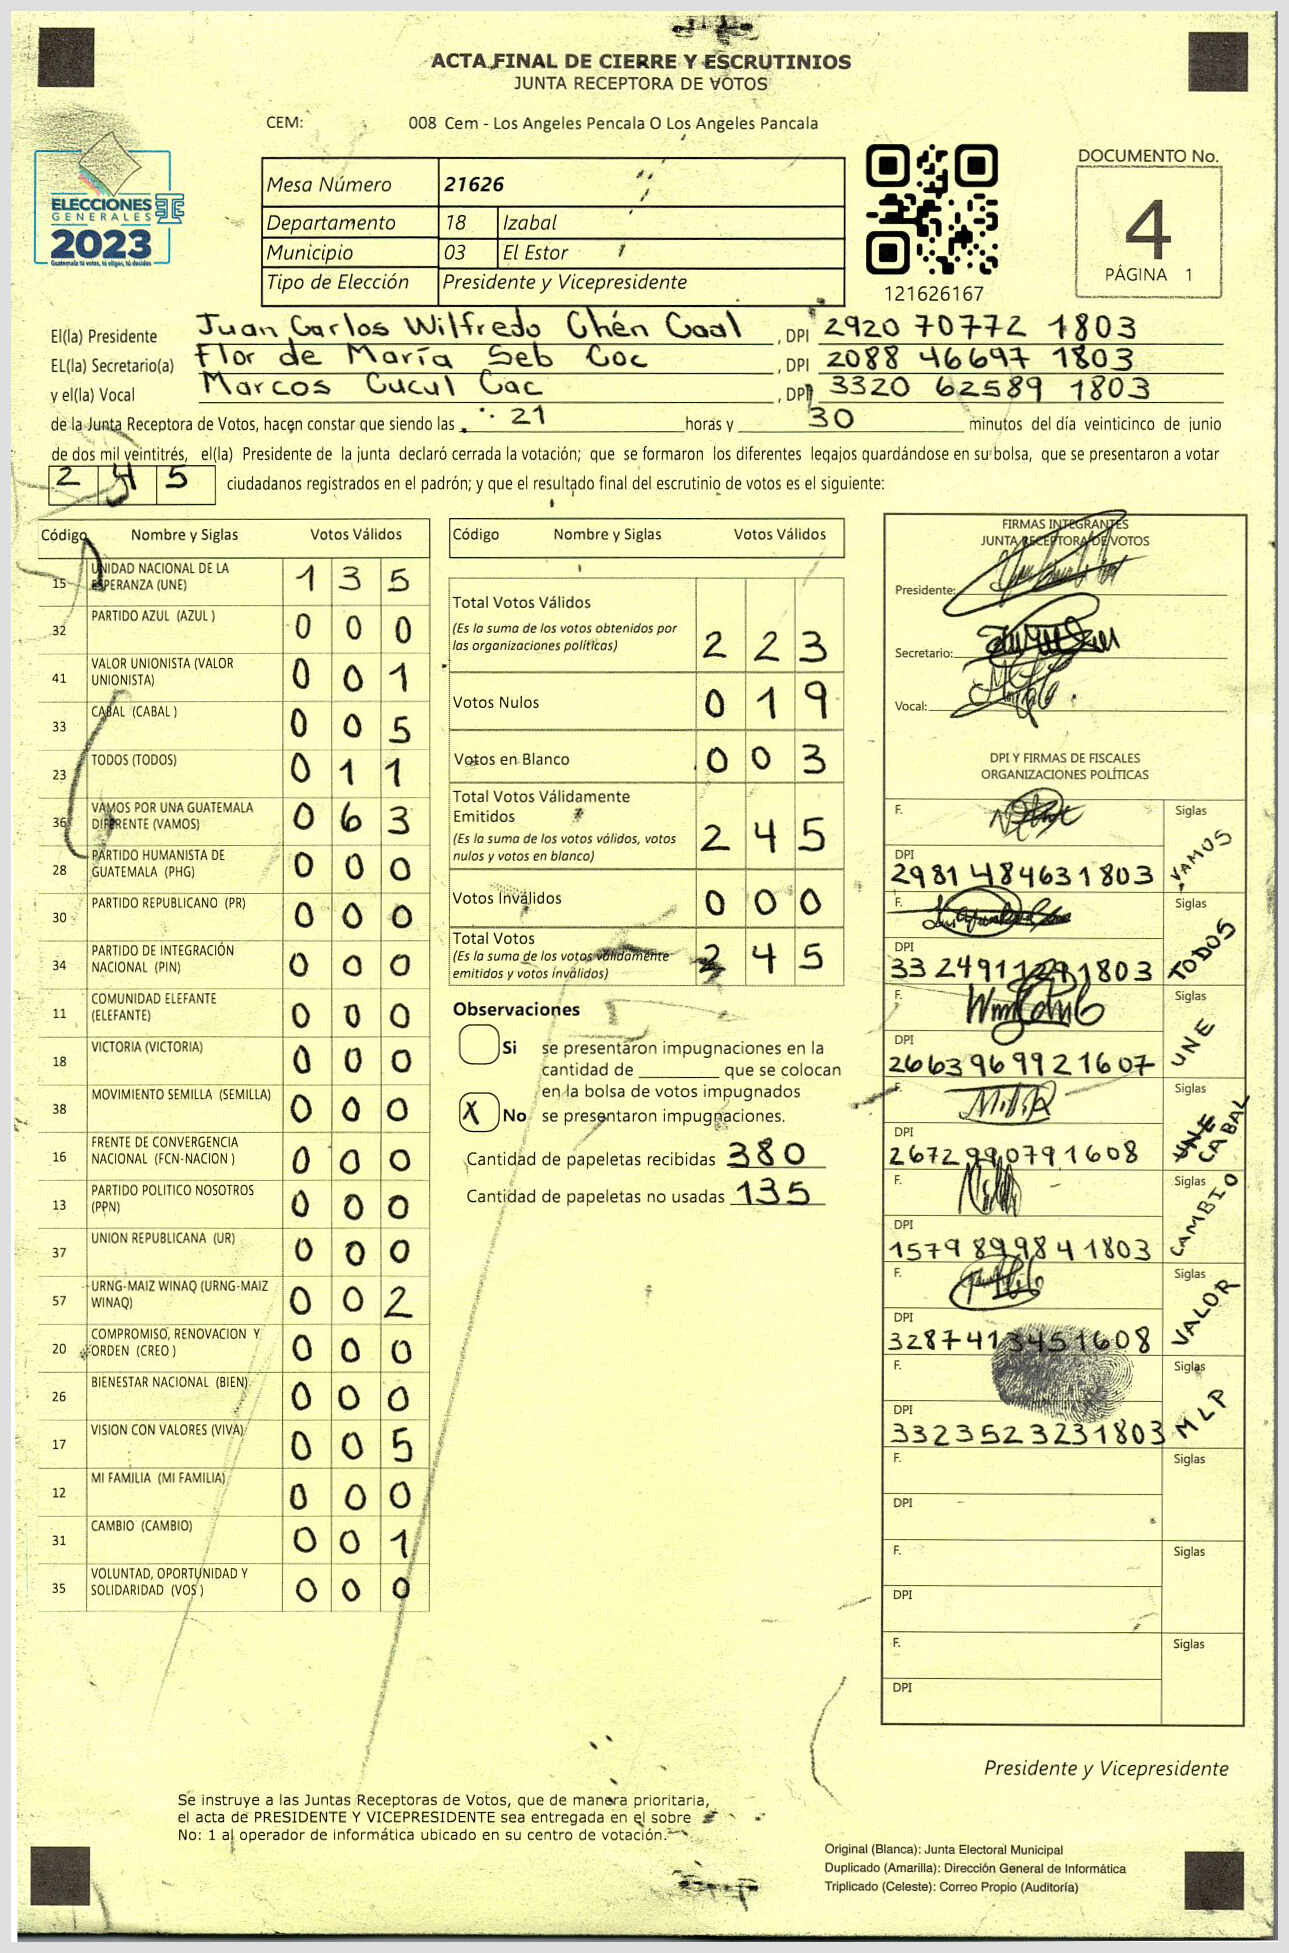 ACTA FINAL DE CIERRE Y ESCRUTINIOS
JUNTA RECEPTORA DE VOTOS
CEM: 008 Cem - Los Angeles Pencala O Los Angeles Pancala
ELECCIONES
GENERALES
2023
Guatemala tú votas, tú eliges, tú decides
Mesa Número 21626
Departamento 18 Izabal
Municipio 03 El Estor
Tipo de Elección Presidente y Vicepresidente
121626167
DOCUMENTO No.
4
PÁGINA 1
El(la) Presidente Juan Carlos Wilfredo Chén Caal , DPI 2920 70772 1803
EL(la) Secretario(a) Flor de María Seb Coc , DPI 2088 46697 1803
y el(la) Vocal Marcos Cucul Cac , DPI 3320 62589 1803
de la Junta Receptora de Votos, hacen constar que siendo las 21 horas y 30 minutos del día veinticinco de junio
de dos mil veintitrés, el(la) Presidente de la junta declaró cerrada la votación; que se formaron los diferentes legajos quardándose en su bolsa, que se presentaron a votar
2 4 5 ciudadanos registrados en el padrón; y que el resultado final del escrutinio de votos es el siguiente:
Código Nombre y Siglas Votos Válidos
15 UNIDAD NACIONAL DE LA ESPERANZA (UNE) 1 3 5
32 PARTIDO AZUL (AZUL ) 0 0 0
41 VALOR UNIONISTA (VALOR UNIONISTA) 0 0 1
33 CABAL (CABAL ) 0 0 5
23 TODOS (TODOS) 0 1 1
36 VAMOS POR UNA GUATEMALA DIFERENTE (VAMOS) 0 6 3
28 PARTIDO HUMANISTA DE GUATEMALA (PHG) 0 0 0
30 PARTIDO REPUBLICANO (PR) 0 0 0
34 PARTIDO DE INTEGRACIÓN NACIONAL (PIN) 0 0 0
11 COMUNIDAD ELEFANTE (ELEFANTE) 0 0 0
18 VICTORIA (VICTORIA) 0 0 0
38 MOVIMIENTO SEMILLA (SEMILLA) 0 0 0
16 FRENTE DE CONVERGENCIA NACIONAL (FCN-NACION ) 0 0 0
13 PARTIDO POLITICO NOSOTROS (PPN) 0 0 0
37 UNION REPUBLICANA (UR) 0 0 0
57 URNG-MAIZ WINAQ (URNG-MAIZ WINAQ) 0 0 2
20 COMPROMISO, RENOVACION Y ORDEN (CREO ) 0 0 0
26 BIENESTAR NACIONAL (BIEN) 0 0 0
17 VISION CON VALORES (VIVA) 0 0 5
12 MI FAMILIA (MI FAMILIA) 0 0 0
31 CAMBIO (CAMBIO) 0 0 1
35 VOLUNTAD, OPORTUNIDAD Y SOLIDARIDAD (VOS ) 0 0 0
Código Nombre y Siglas Votos Válidos
Total Votos Válidos
(Es la suma de los votos obtenidos por
las organizaciones políticas) 2 2 3
Votos Nulos 0 1 9
Votos en Blanco 0 0 3
Total Votos Válidamente
Emitidos
(Es la suma de los votos válidos, votos
nulos y votos en blanco) 2 4 5
Votos Inválidos 0 0 0
Total Votos
(Es la suma de los votos válidamente
emitidos y votos inválidos) 2 4 5
Observaciones
Si se presentaron impugnaciones en la
cantidad de ________ que se colocan
en la bolsa de votos impugnados
X No se presentaron impugnaciones.
Cantidad de papeletas recibidas 380
Cantidad de papeletas no usadas 135
FIRMAS INTEGRANTES
JUNTA RECEPTORA DE VOTOS
Presidente:
Secretario:
Vocal:
DPI Y FIRMAS DE FISCALES
ORGANIZACIONES POLÍTICAS
F. Siglas VAMOS
DPI 2981484631803
F. Siglas TODOS
DPI
F. Siglas UNE
DPI 2663969921607
F. Siglas CABAL
DPI 2672990791608
F. Siglas CAMBIO
DPI 1579899841803
F. Siglas VALOR
DPI 3287413451608
F. Siglas MLP
DPI 3323523231803
F. Siglas
DPI
F. Siglas
DPI
F. Siglas
DPI
Presidente y Vicepresidente
Se instruye a las Juntas Receptoras de Votos, que de manera prioritaria,
el acta de PRESIDENTE Y VICEPRESIDENTE sea entregada en el sobre
No: 1 al operador de informática ubicado en su centro de votación.
Original (Blanca): Junta Electoral Municipal
Duplicado (Amarilla): Dirección General de Informática
Triplicado (Celeste): Correo Propio (Auditoría)